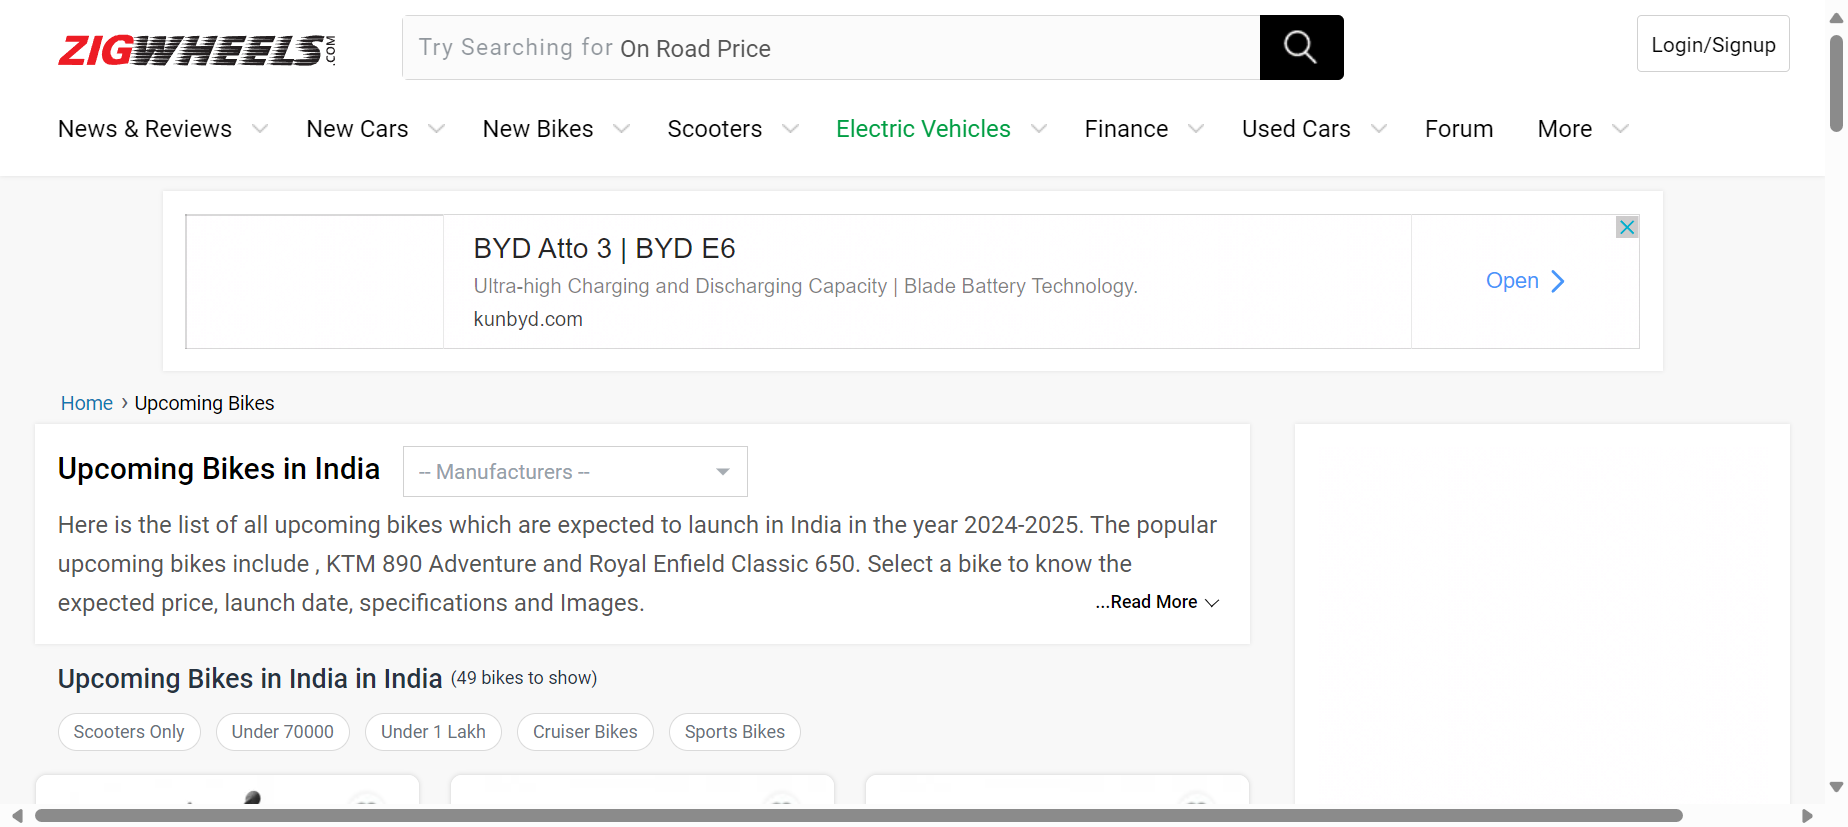 ZIGWHEELS.COM
Try Searching for On Road Price
Login/Signup
News & Reviews New Cars New Bikes Scooters Electric Vehicles Finance Used Cars Forum More
BYD Atto 3 | BYD E6
Ultra-high Charging and Discharging Capacity | Blade Battery Technology.
kunbyd.com
Open
Home › Upcoming Bikes
Upcoming Bikes in India
-- Manufacturers --
Here is the list of all upcoming bikes which are expected to launch in India in the year 2024-2025. The popular
upcoming bikes include , KTM 890 Adventure and Royal Enfield Classic 650. Select a bike to know the
expected price, launch date, specifications and Images.
...Read More
Upcoming Bikes in India in India (49 bikes to show)
Scooters Only Under 70000 Under 1 Lakh Cruiser Bikes Sports Bikes